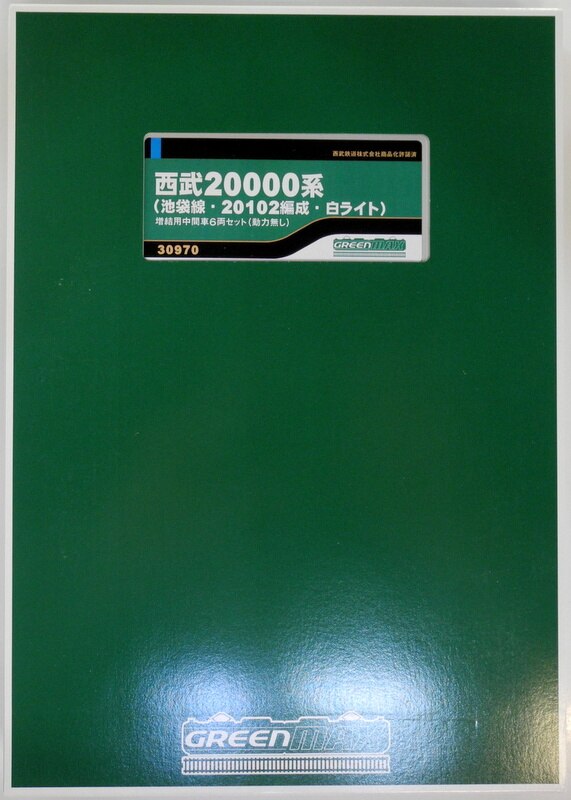 西武鉄道株式会社商品化許諾済
西武20000系
(池袋線・20102編成・白ライト)
増結用中間車6両セット(動力無し)
30970
GREENMAX
GREENMAX